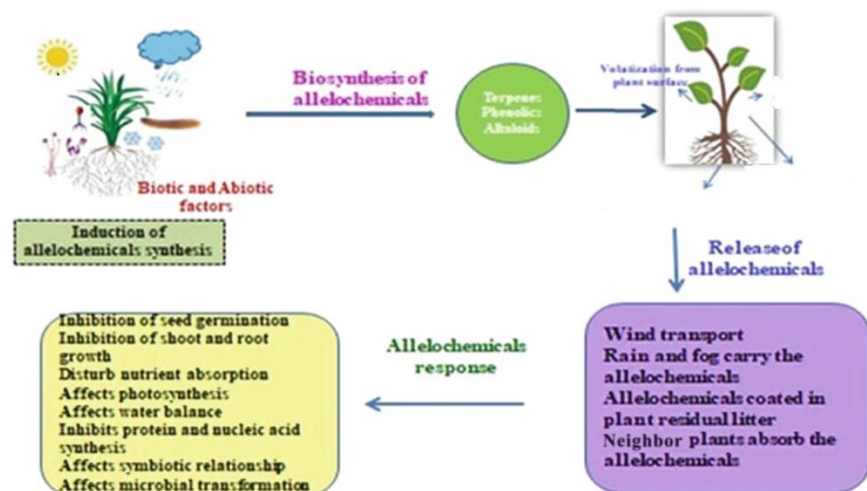 Biosynthesis of
allelochemicals
Terpenes
Phenolics
Alkaloids
Volatization from
plant surface
Biotic and Abiotic
factors
Induction of
allelochemicals synthesis
Release of
allelochemicals
Wind transport
Rain and fog carry the
allelochemicals
Allelochemicals coated in
plant residual litter
Neighbor plants absorb the
allelochemicals
Allelochemicals
response
Inhibition of seed germination
Inhibition of shoot and root
growth
Disturb nutrient absorption
Affects photosynthesis
Affects water balance
Inhibits protein and nucleic acid
synthesis
Affects symbiotic relationship
Affects microbial transformation